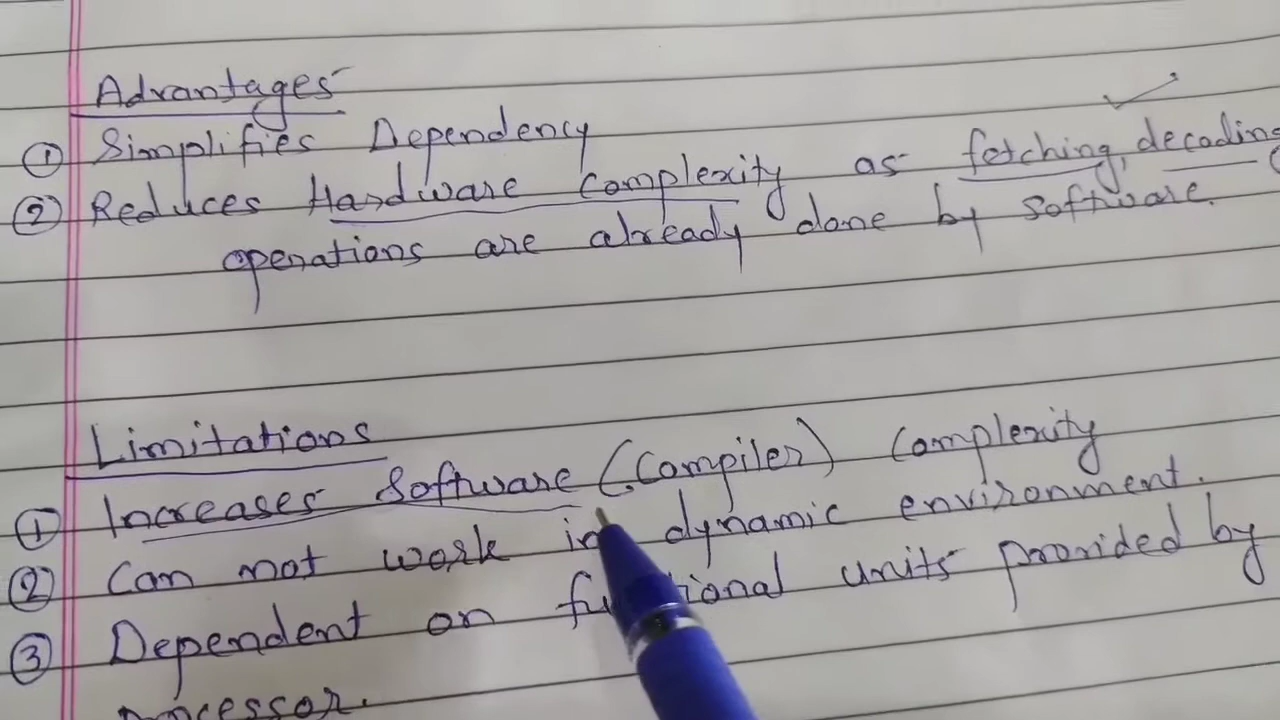 Advantages
① Simplifies Dependency
② Reduces Hardware Complexity as fetching, decoding
operations are already done by Software.
Limitations
① Increases Software (Compiler) Complexity
② Can not work in dynamic environment.
③ Dependent on functional units provided by
processor.